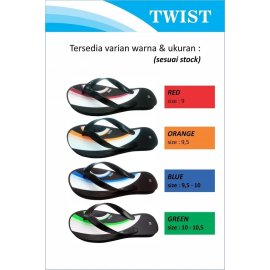 TWIST
Tersedia varian warna & ukuran :
(sesuai stock)
RED
size : 9
ORANGE
size : 9,5
BLUE
size : 9,5 - 10
GREEN
size : 10 - 10,5